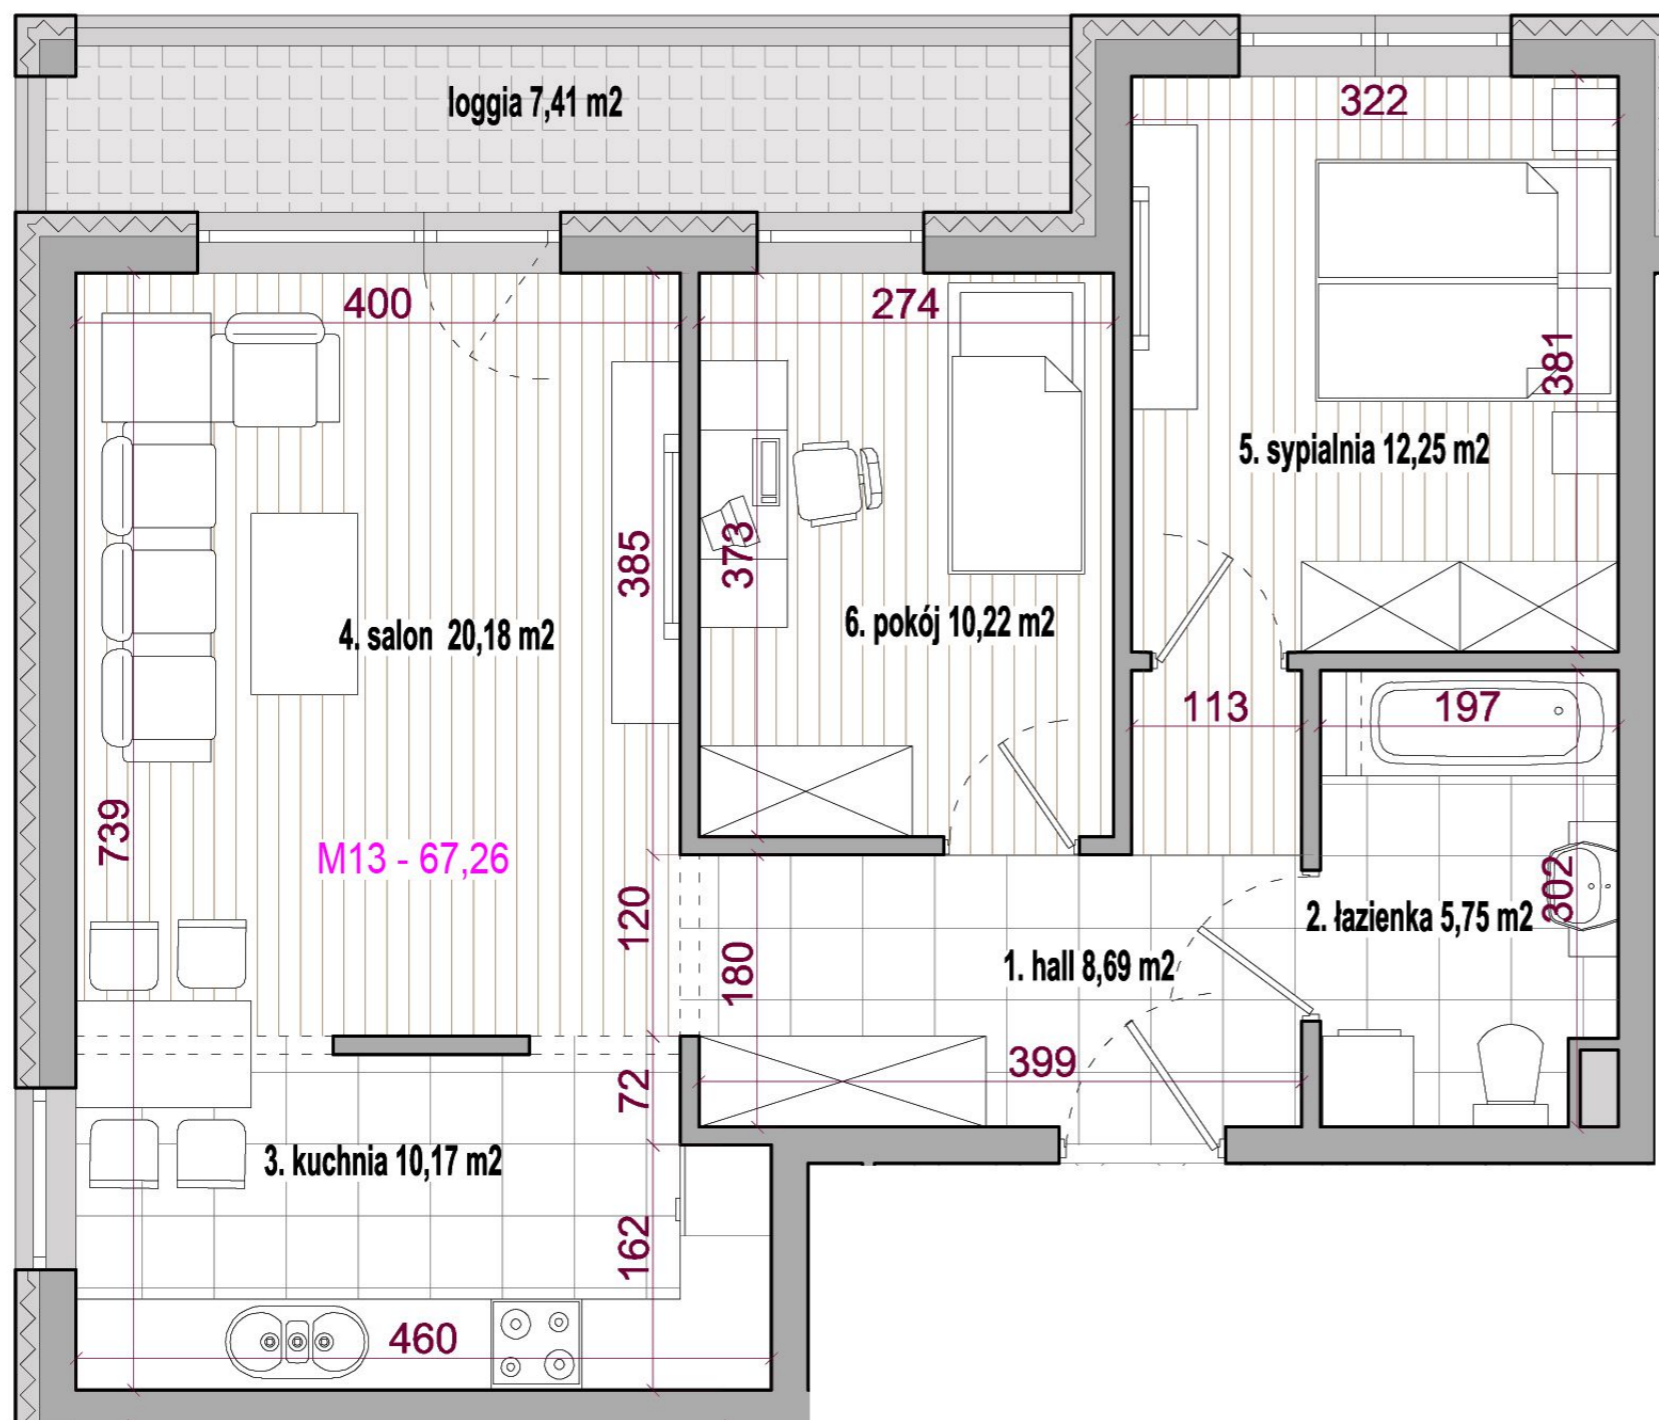 loggia 7,41 m2
322
400
274
381
5. sypialnia 12,25 m2
385
373
4. salon 20,18 m2
6. pokój 10,22 m2
113
197
739
M13 - 67,26
120
180
302
2. łazienka 5,75 m2
1. hall 8,69 m2
399
72
3. kuchnia 10,17 m2
162
460